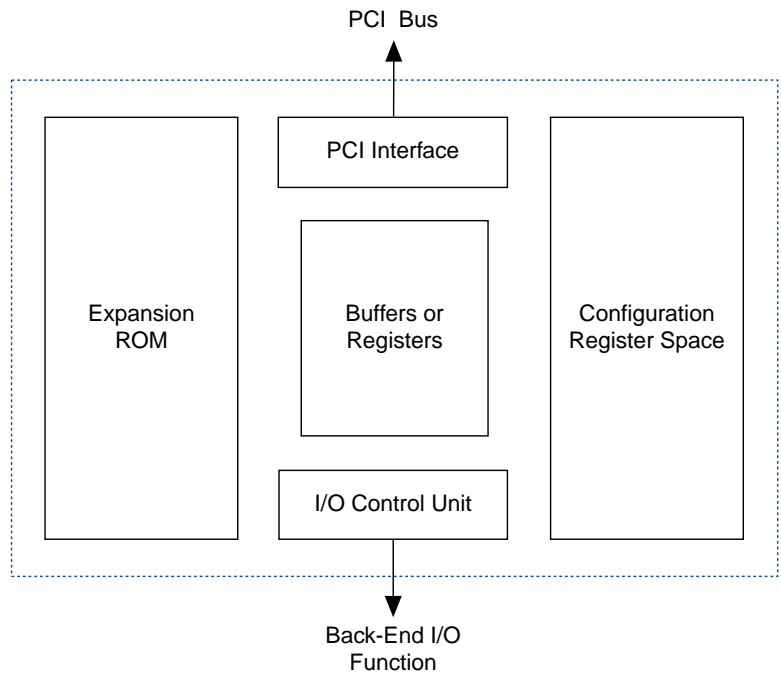 PCI Bus
PCI Interface
Expansion
ROM
Buffers or
Registers
Configuration
Register Space
I/O Control Unit
Back-End I/O
Function